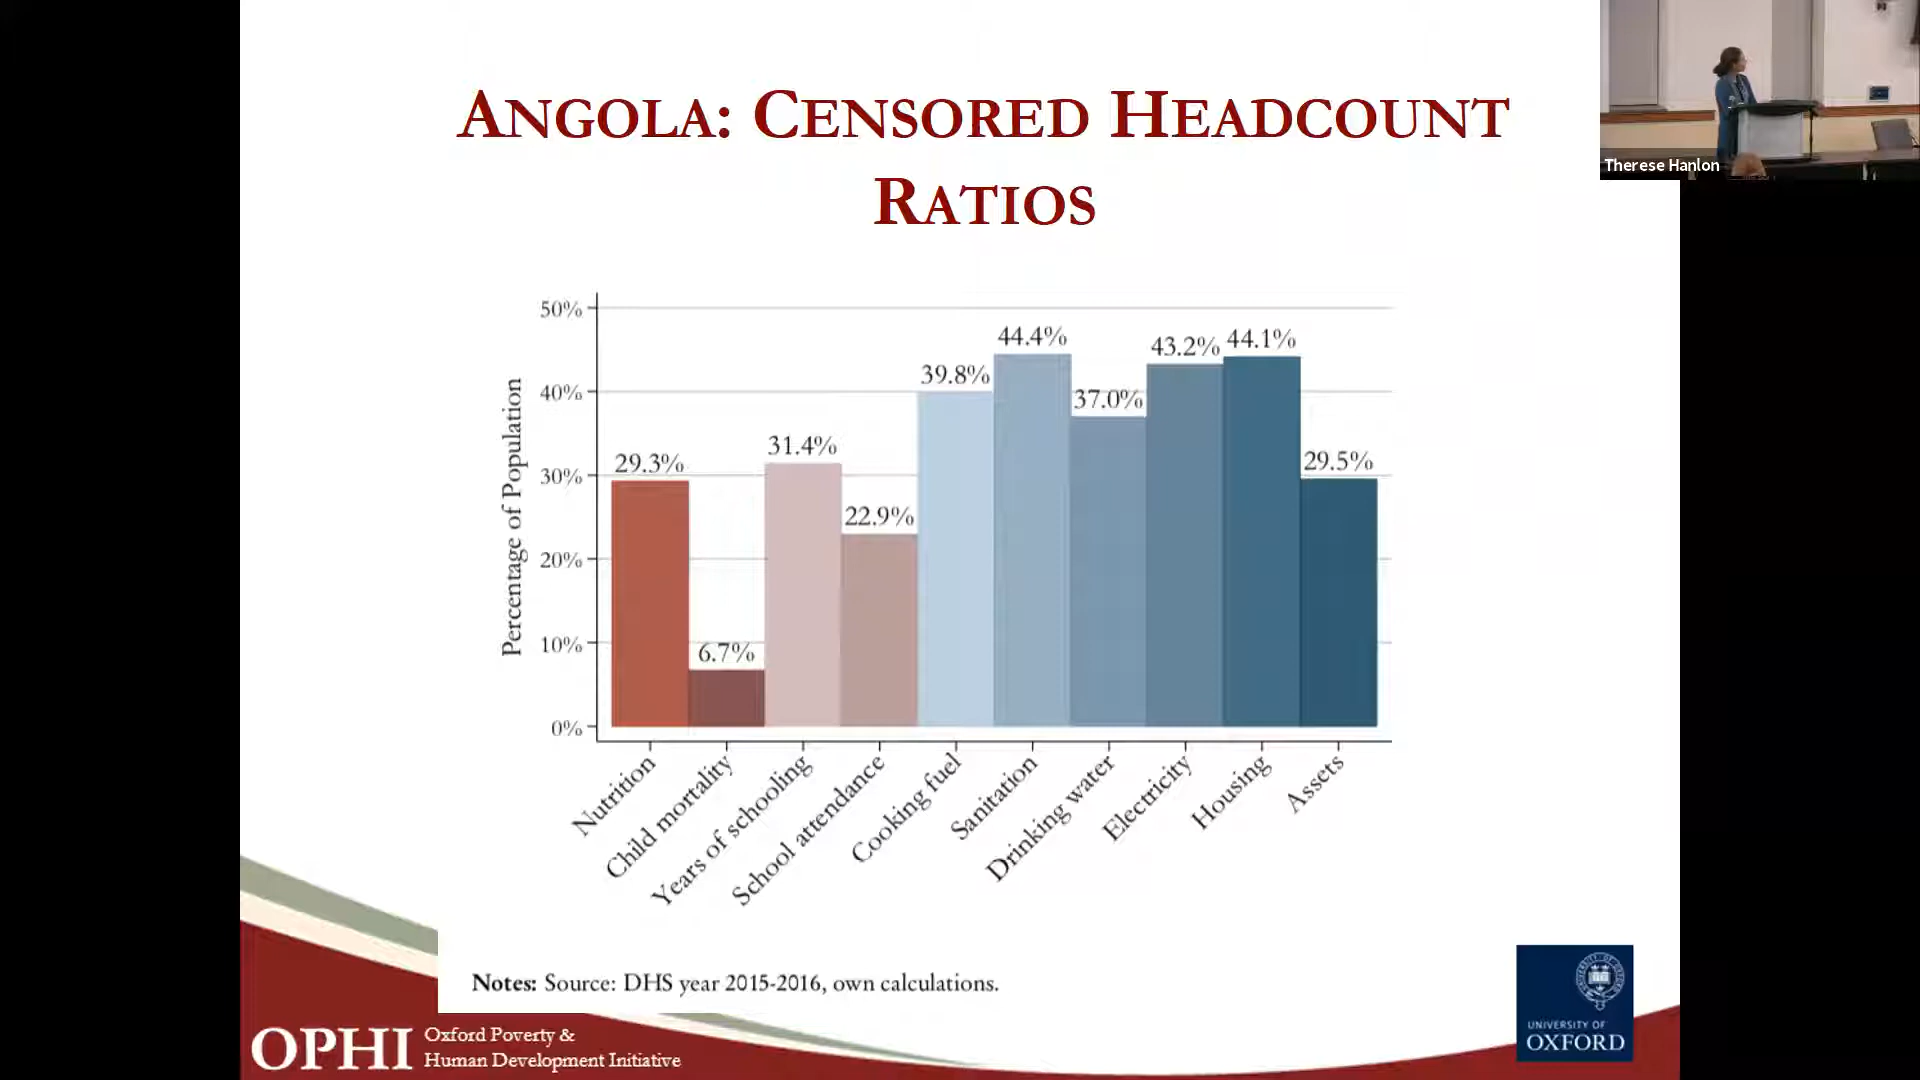 ANGOLA: CENSORED HEADCOUNT
RATIOS
Therese Hanlon
Percentage of Population
50%
40%
30%
20%
10%
0%
29.3%
6.7%
31.4%
22.9%
39.8%
44.4%
37.0%
43.2%
44.1%
29.5%
Nutrition
Child mortality
Years of schooling
School attendance
Cooking fuel
Sanitation
Drinking water
Electricity
Housing
Assets
Notes: Source: DHS year 2015-2016, own calculations.
OPHI
Oxford Poverty &
Human Development Initiative
UNIVERSITY OF
OXFORD